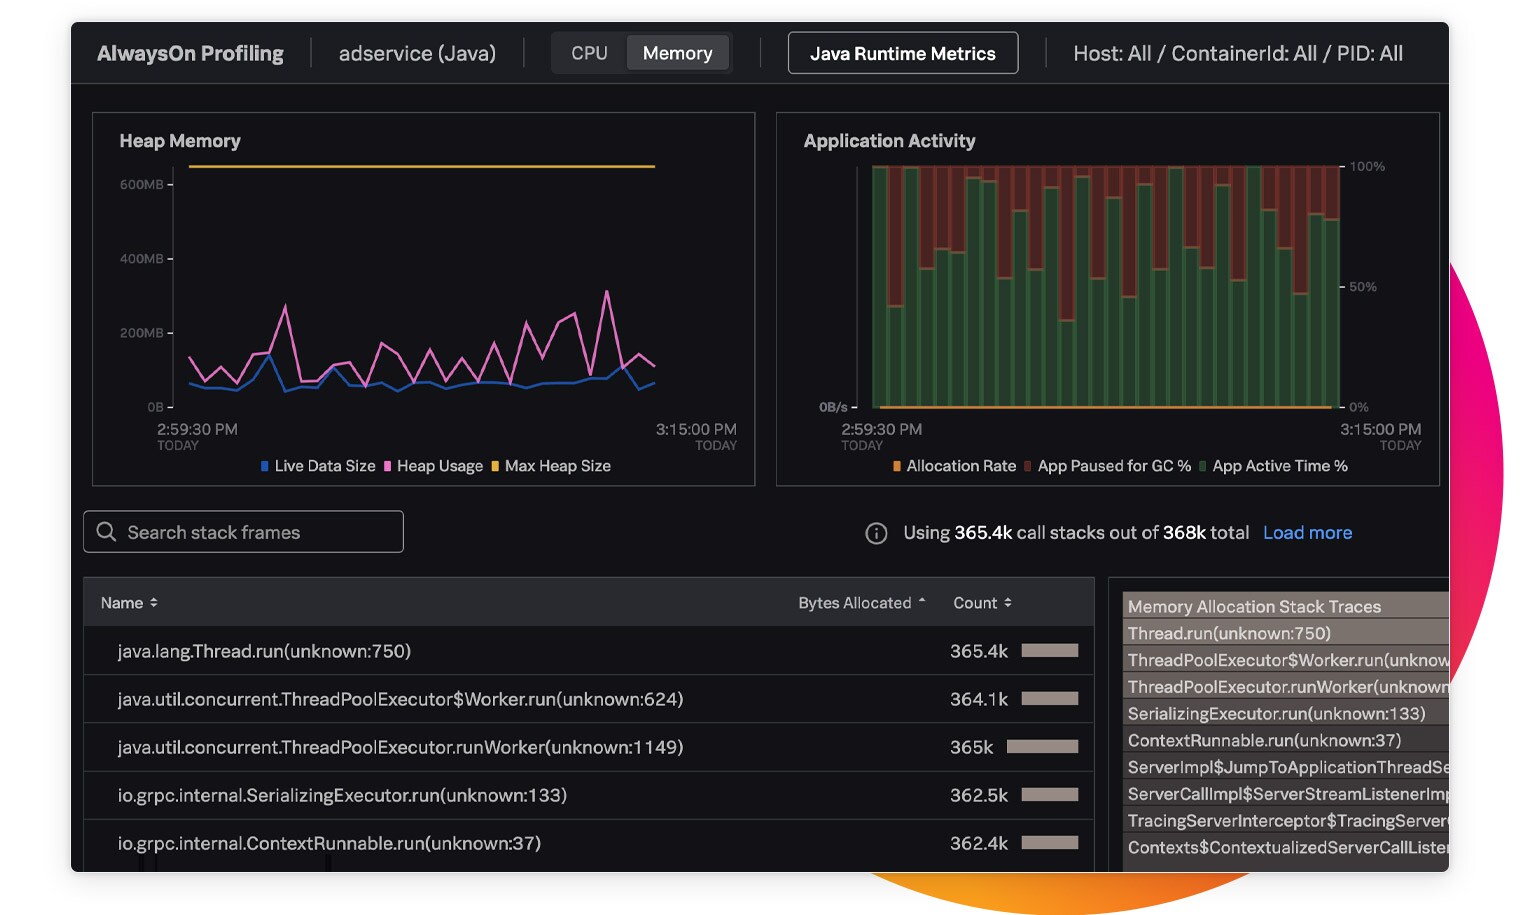 AlwaysOn Profiling adservice (Java) CPU Memory Java Runtime Metrics Host: All / ContainerId: All / PID: All
Heap Memory
600MB
400MB
200MB
0B
2:59:30 PM 3:15:00 PM
TODAY TODAY
Live Data Size Heap Usage Max Heap Size
Application Activity
100%
50%
0B/s 0%
2:59:30 PM 3:15:00 PM
TODAY TODAY
Allocation Rate App Paused for GC % App Active Time %
Search stack frames
Using 365.4k call stacks out of 368k total Load more
Name Bytes Allocated Count
java.lang.Thread.run(unknown:750) 365.4k
java.util.concurrent.ThreadPoolExecutor$Worker.run(unknown:624) 364.1k
java.util.concurrent.ThreadPoolExecutor.runWorker(unknown:1149) 365k
io.grpc.internal.SerializingExecutor.run(unknown:133) 362.5k
io.grpc.internal.ContextRunnable.run(unknown:37) 362.4k
Memory Allocation Stack Traces
Thread.run(unknown:750)
ThreadPoolExecutor$Worker.run(unknow
ThreadPoolExecutor.runWorker(unknown
SerializingExecutor.run(unknown:133)
ContextRunnable.run(unknown:37)
ServerImpl$JumpToApplicationThreadSe
ServerCallImpl$ServerStreamListenerImp
TracingServerInterceptor$TracingServer
Contexts$ContextualizedServerCallListe